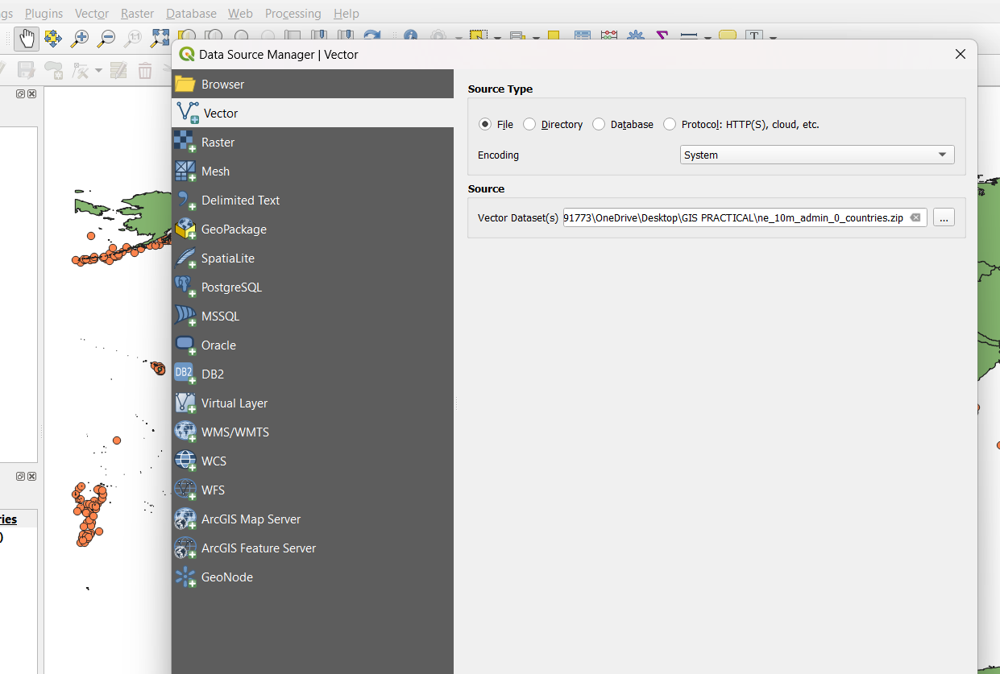 gs Plugins Vector Raster Database Web Processing Help
Data Source Manager | Vector
Browser
Vector
Raster
Mesh
Delimited Text
GeoPackage
SpatiaLite
PostgreSQL
MSSQL
Oracle
DB2 DB2
Virtual Layer
WMS/WMTS
WCS
WFS
ArcGIS Map Server
ArcGIS Feature Server
GeoNode
Source Type
File Directory Database Protocol: HTTP(S), cloud, etc.
Encoding System
Source
Vector Dataset(s) 91773\OneDrive\Desktop\GIS PRACTICAL\ne_10m_admin_0_countries.zip ...
ries
)